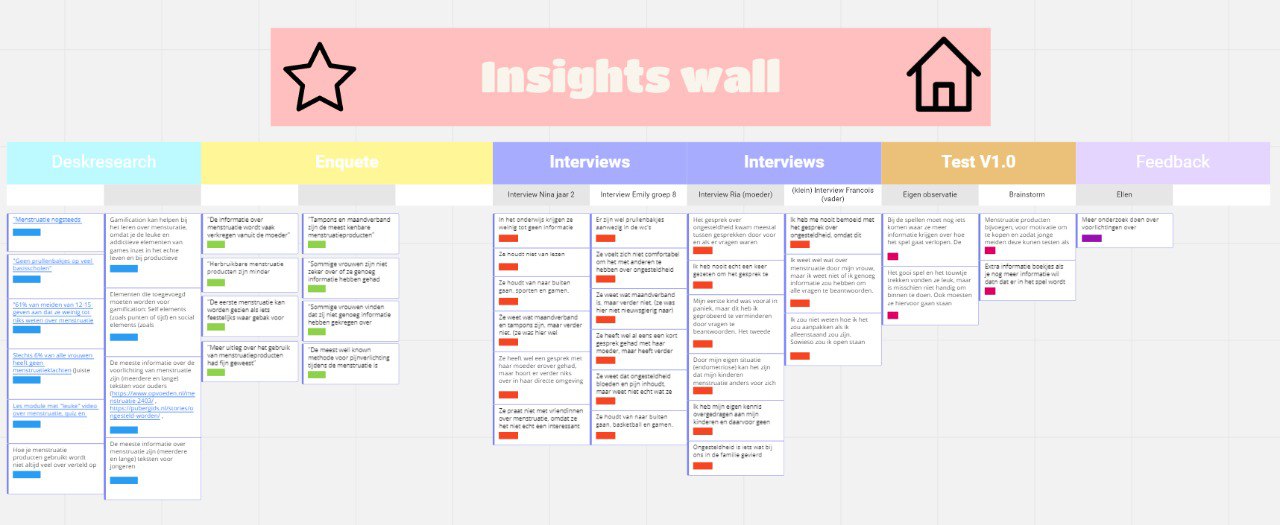 Insights wall
Deskresearch
Enquete
Interviews
Interviews
Test V1.0
Feedback
Interview Nina jaar 2
Interview Emily groep 8
Interview Ria (moeder)
(klein) Interview Francois
(vader)
Eigen observatie
Brainstorm
Ellen
"Menstruatie nogsteeds
"Geen prullenbakjes op veel
basisscholen"
"61% van meiden van 12-15
geven aan dat ze weinig tot
niks weten over menstruatie
Slechts 8% van alle vrouwen
heeft geen
menstruatieklachten (juiste
Les module met "leuke" video
over menstruatie, quiz en
Hoe je menstruatie
producten gebruikt wordt
niet altijd veel over verteld op
Gamification kan helpen bij
het leren over menstruatie,
omdat je de leuke en
addictieve elementen van
games inzet in het echte
leven en bij productieve
Elementen die toegevoegd
moeten worden voor
gamification: Self elements
(zoals punten of tijd) en social
elements (zoals
De meeste informatie over de
voorlichting van menstruatie
zijn (meerdere en lange)
teksten voor ouders
De meeste informatie over
menstruatie zijn (meerdere
en lange) teksten voor
jongeren
"De informatie over
menstruatie wordt vaak
verkregen vanuit de moeder"
"Herbruikbare menstruatie
producten zijn minder
"De eerste menstruatie kan
worden gezien als iets
feestelijks waar gebak voor
"Meer uitleg over het gebruik
van menstruatieproducten
had fijn geweest"
"Tampons en maandverband
zijn de meest kenbare
menstruatieproducten"
"Sommige vrouwen zijn niet
zeker over of ze genoeg
informatie hebben
"Sommige vrouwen vinden
dat zij niet genoeg informatie
hebben gekregen over
"De meest well known
methode voor pijnverlichting
tijdens de menstruatie is
In het onderwijs krijgen ze
weinig tot geen informatie
Ze houdt niet van lezen
Ze houdt van naar buiten
gaan, sporten en gamen.
Ze weet wat maandverband
en tampons zijn, maar verder
niet. (ze was hier wel
Ze heeft wel een gesprek met
haar moeder erover gehad,
maar hoort er verder niks
over in haar directe omgeving
Ze praat niet met vriendinnen
over menstruatie, omdat ze
het niet echt een interessant
Er zijn wel prullenbakjes
aanwezig in de wc's
Ze voelt zich niet comfortabel
om het met anderen te
hebben over ongesteldheid
Ze weet wat maandverband
is, maar verder niks. (ze was
hier niet nieuwsgierig naar)
Ze heeft wel al eens een kort
gesprek gehad met haar
moeder, maar heeft verder
Ze weet dat ongesteldheid
bloeden en pijn inhoudt,
maar weet niet echt wat ze
Ze houdt van naar buiten
gaan, basketball en gamen.
Het gesprek over
ongesteldheid kwam meestal
tussen gesprekken door voor
en als er vragen waren
Ik heb nooit echt een keer
gezeten om het gesprek te
Mijn eerste kind was vooral in
paniek, maar dit heb ik
geprobeerd te verminderen
door vragen te
beantwoorden. Het tweede
Door mijn eigen situatie
(endometriose) kan het zijn
dat mijn kinderen
menstruatie anders voor zich
Ik heb mijn eigen kennis
overgedragen aan mijn
kinderen en daarvoor geen
Ongesteldheid is iets wat bij
ons in de familie gevierd
Ik heb me nooit bemoeid met
het gesprek over
ongesteldheid, omdat dit
Ik weet wel wat over
menstruatie door mijn vrouw,
maar ik weet niet of ik genoeg
informatie zou hebben om
alle vragen te beantwoorden,
Ik zou niet weten hoe ik het
zou aanpakken als ik
alleenstaand zou zijn.
Sowieso zou ik open staan
Bij de spellen moet nog iets
komen waar ze meer
informatie krijgen over hoe
het spel gaat verlopen. De
Het gooi spel en het touwtje
trekken vonden ze leuk, maar
is misschien niet handig om
binnen te doen. Ook moesten
ze hiervoor gaan staan
Menstruatie producten
bijvoegen, voor motivatie om
te kopen en zodat jonge
meiden deze kunnen testen als
Extra informatie boekjes als
je nog meer informatie wil
dan dat er in het spel wordt
Meer onderzoek doen over
voorlichtingen over